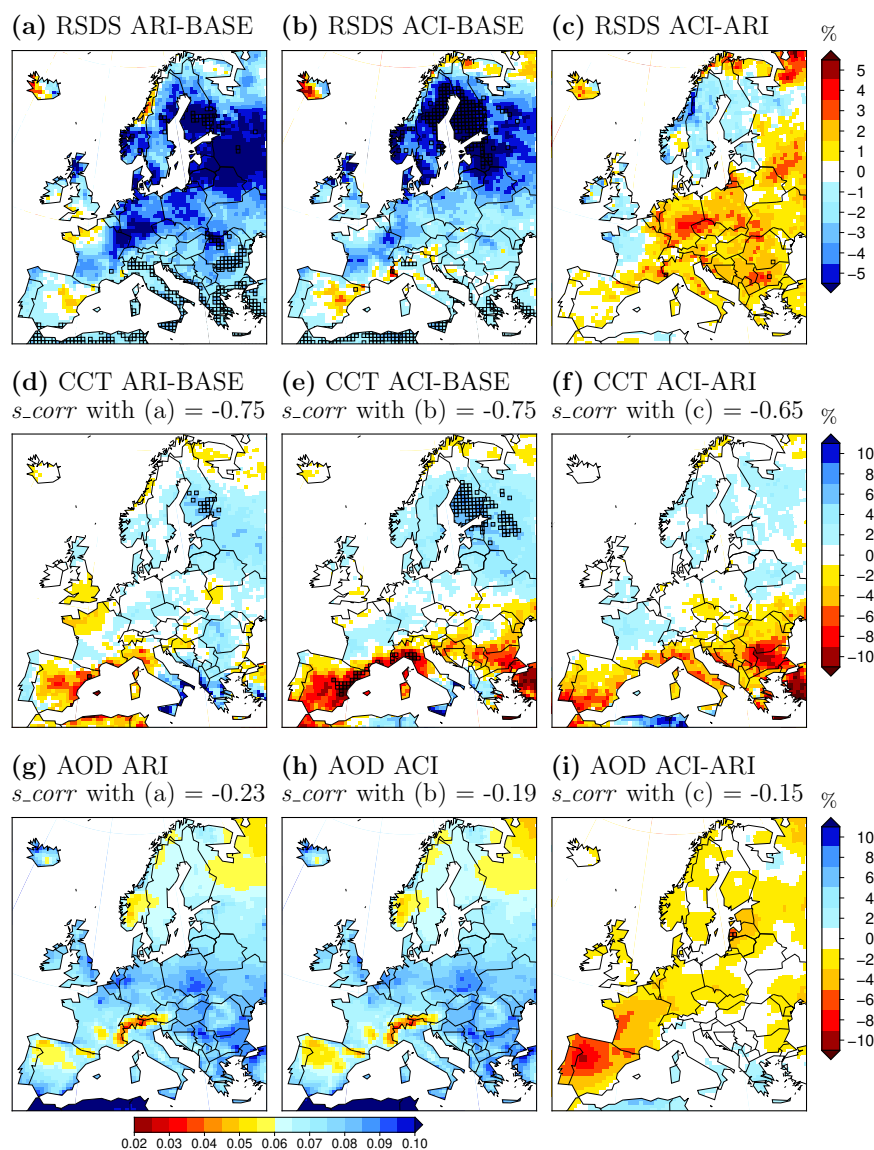 (a) RSDS ARI-BASE
(b) RSDS ACI-BASE
(c) RSDS ACI-ARI
%
5
4
3
2
1
0
−1
−2
−3
−4
−5
(d) CCT ARI-BASE
s_corr with (a) = -0.75
(e) CCT ACI-BASE
s_corr with (b) = -0.75
(f) CCT ACI-ARI
s_corr with (c) = -0.65
%
10
8
6
4
2
0
−2
−4
−6
−8
−10
(g) AOD ARI
s_corr with (a) = -0.23
(h) AOD ACI
s_corr with (b) = -0.19
(i) AOD ACI-ARI
s_corr with (c) = -0.15
%
10
8
6
4
2
0
−2
−4
−6
−8
−10
0.02 0.03 0.04 0.05 0.06 0.07 0.08 0.09 0.10